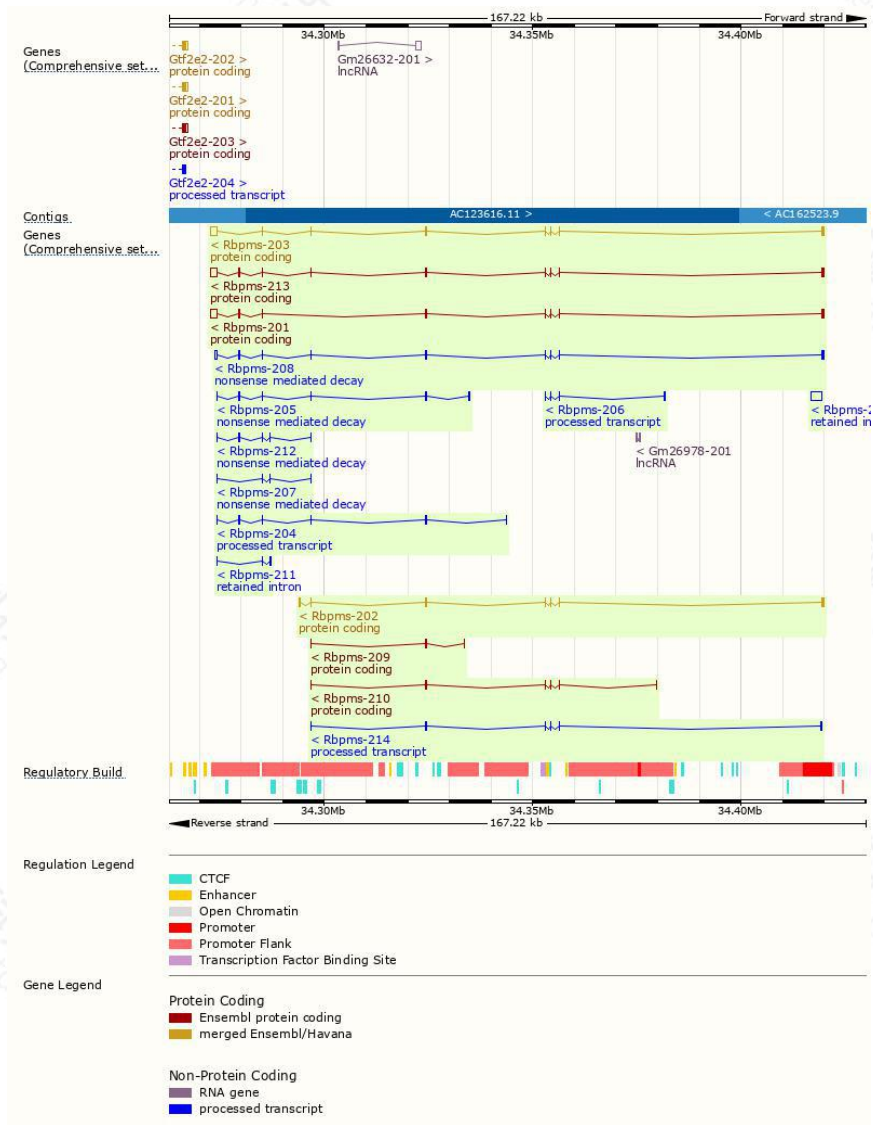 167.22 kb
Forward strand
34.30Mb
34.35Mb
34.40Mb
Genes
(Comprehensive set...
Gtf2e2-202 >
protein coding
Gm26632-201 >
lncRNA
Gtf2e2-201 >
protein coding
Gtf2e2-203 >
protein coding
Gtf2e2-204 >
processed transcript
Contigs
AC123616.11 >
< AC162523.9
Genes
(Comprehensive set...
< Rbpms-203
protein coding
< Rbpms-213
protein coding
< Rbpms-201
protein coding
< Rbpms-208
nonsense mediated decay
< Rbpms-205
nonsense mediated decay
< Rbpms-206
processed transcript
< Rbpms-2
retained in
< Rbpms-212
nonsense mediated decay
< Gm26978-201
lncRNA
< Rbpms-207
nonsense mediated decay
< Rbpms-204
processed transcript
< Rbpms-211
retained intron
< Rbpms-202
protein coding
< Rbpms-209
protein coding
< Rbpms-210
protein coding
< Rbpms-214
processed transcript
Regulatory Build
34.30Mb
34.35Mb
34.40Mb
Reverse strand
167.22 kb
Regulation Legend
CTCF
Enhancer
Open Chromatin
Promoter
Promoter Flank
Transcription Factor Binding Site
Gene Legend
Protein Coding
Ensembl protein coding
merged Ensembl/Havana
Non-Protein Coding
RNA gene
processed transcript